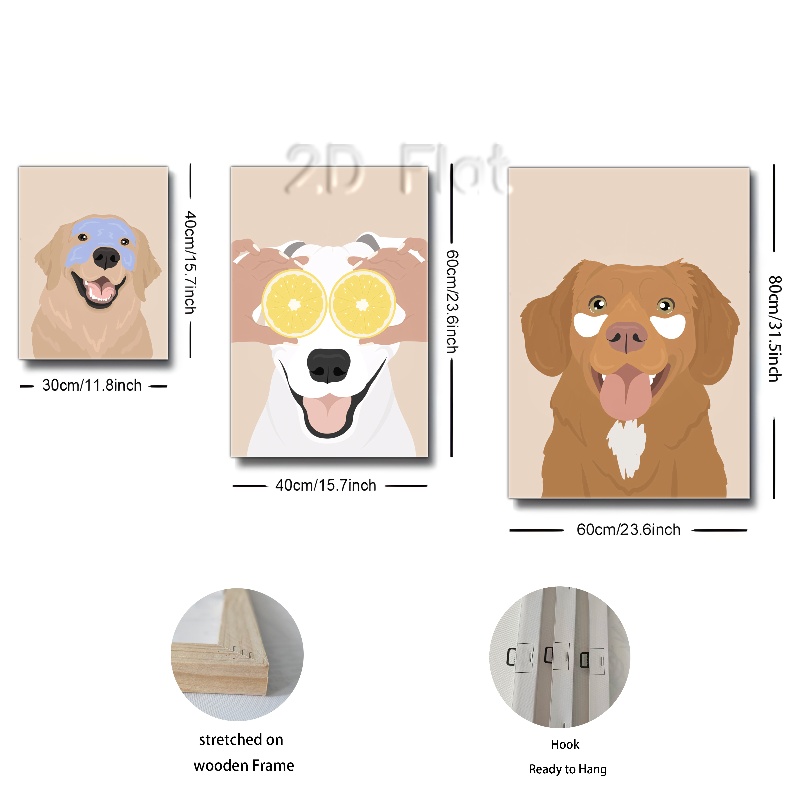 2D Flat
40cm/15.7inch
30cm/11.8inch
60cm/23.6inch
40cm/15.7inch
80cm/31.5inch
60cm/23.6inch
stretched on
wooden Frame
Hook
Ready to Hang